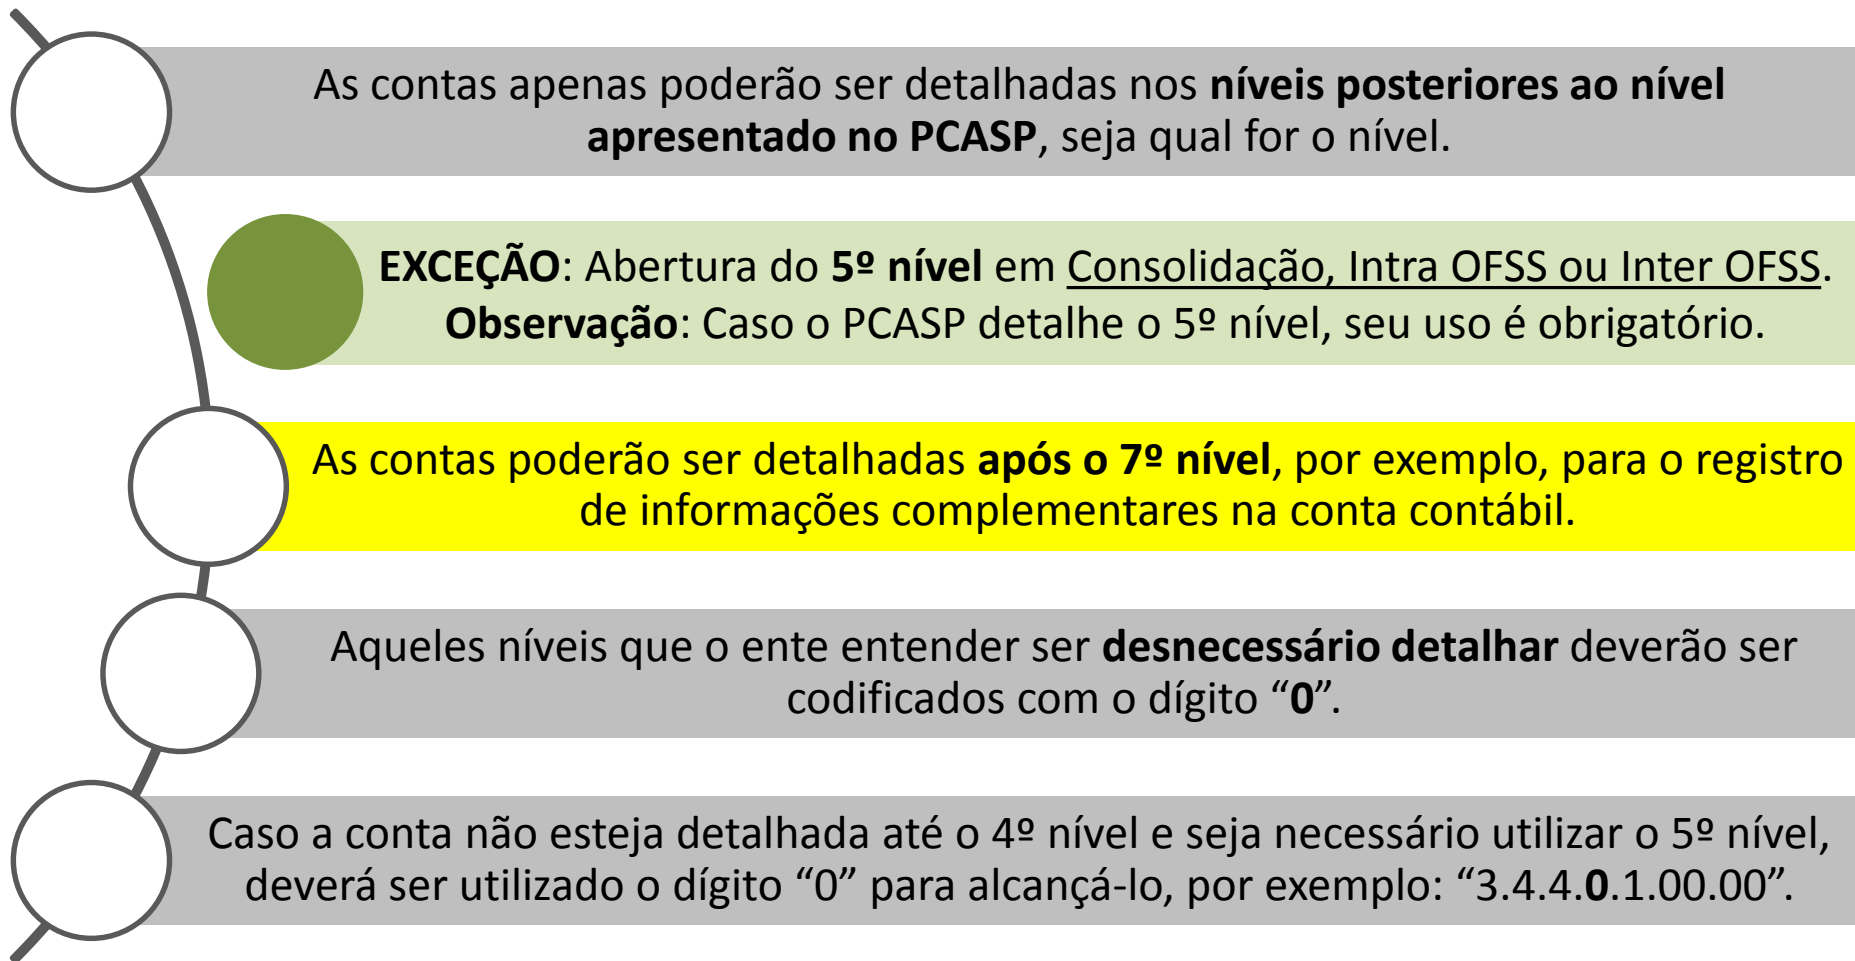 As contas apenas poderão ser detalhadas nos níveis posteriores ao nível
apresentado no PCASP, seja qual for o nível.
EXCEÇÃO: Abertura do 5º nível em Consolidação, Intra OFSS ou Inter OFSS.
Observação: Caso o PCASP detalhe o 5º nível, seu uso é obrigatório.
As contas poderão ser detalhadas após o 7º nível, por exemplo, para o registro
de informações complementares na conta contábil.
Aqueles níveis que o ente entender ser desnecessário detalhar deverão ser
codificados com o dígito “0”.
Caso a conta não esteja detalhada até o 4º nível e seja necessário utilizar o 5º nível,
deverá ser utilizado o dígito “0” para alcançá-lo, por exemplo: “3.4.4.0.1.00.00”.